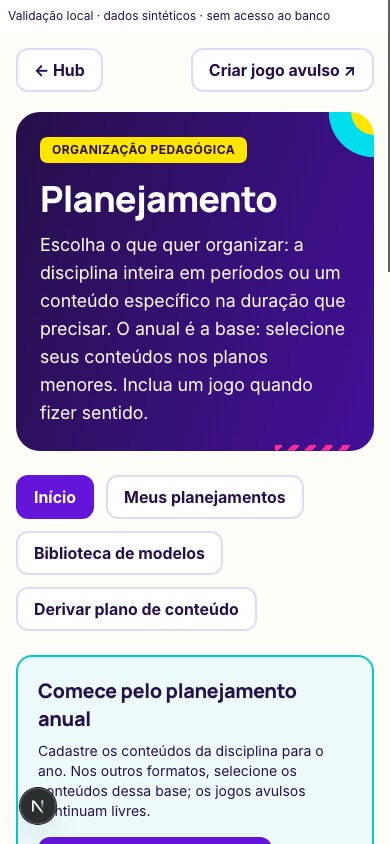 Validação local · dados sintéticos · sem acesso ao banco
← Hub
Criar jogo avulso ↗
ORGANIZAÇÃO PEDAGÓGICA
Planejamento
Escolha o que quer organizar: a
disciplina inteira em períodos ou um
conteúdo específico na duração que
precisar. O anual é a base: selecione
seus conteúdos nos planos
menores. Inclua um jogo quando
fizer sentido.
Início
Meus planejamentos
Biblioteca de modelos
Derivar plano de conteúdo
Comece pelo planejamento
anual
Cadastre os conteúdos da disciplina para o
ano. Nos outros formatos, selecione os
conteúdos dessa base; os jogos avulsos
continuam livres.
N